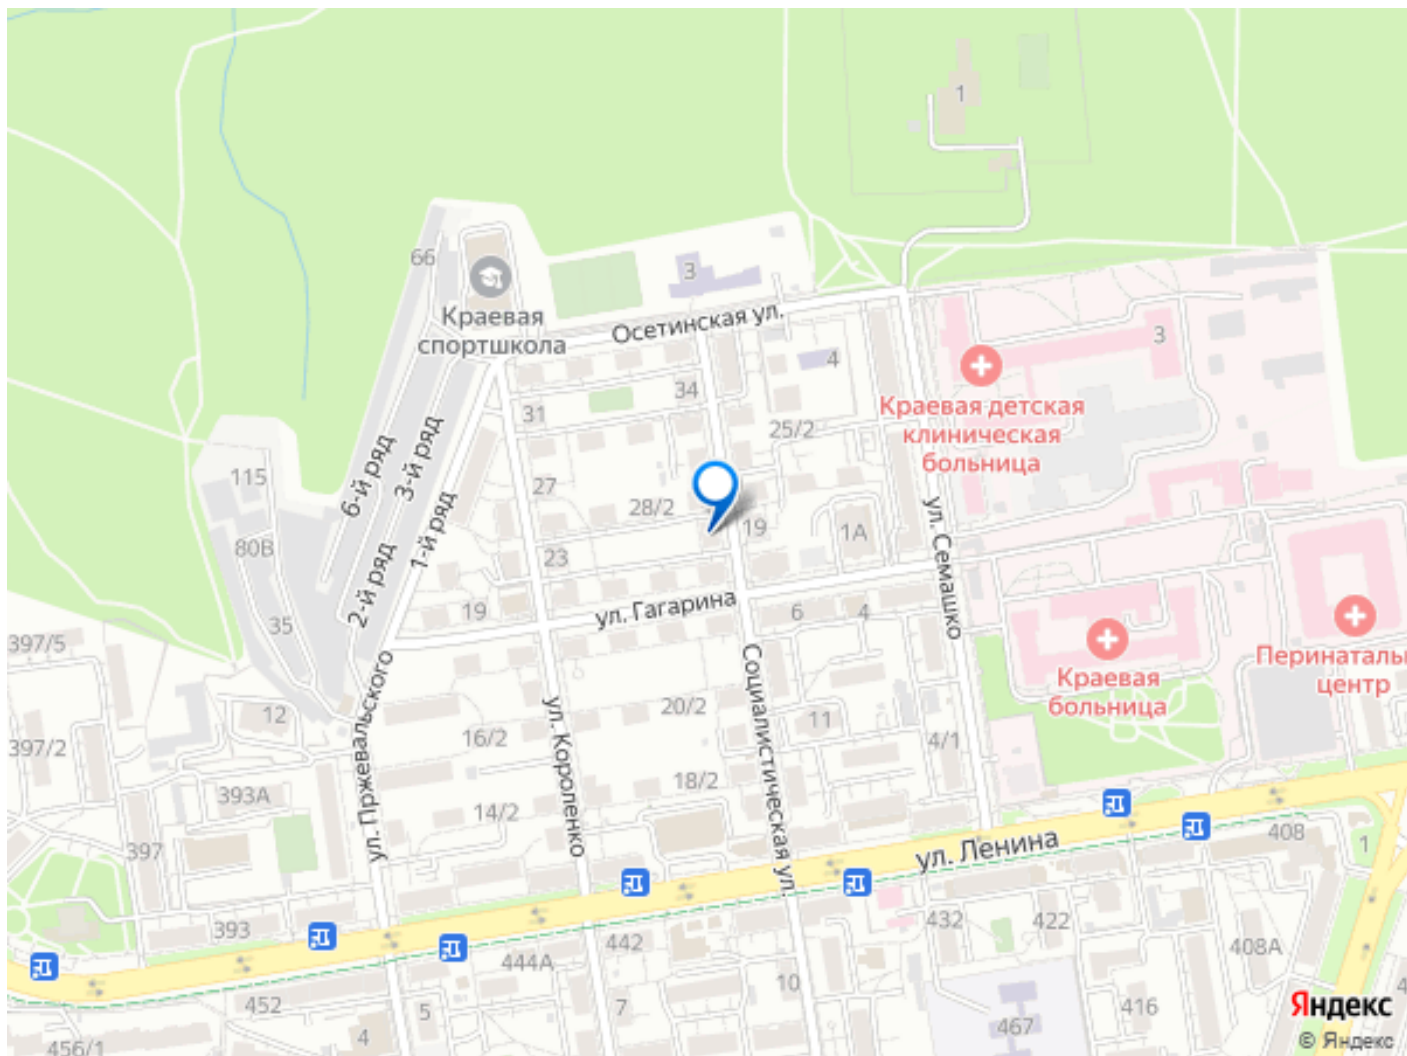 1
66
3
Краевая
спортшкола
Осетинская ул.
4
3
34
31
25/2
Краевая детская
клиническая
больница
115
6-й ряд
3-й ряд
1-й ряд
2-й ряд
27
28/2
19
1А
ул. Семашко
80В
23
35
19
ул. Гагарина
6
4
397/5
Перинаталь
центр
Краевая
больница
ул. Пржевальского
ул. Короленко
Социалистическая ул.
12
20/2
11
397/2
16/2
4/1
18/2
393А
14/2
397
ул. Ленина
408
1
393
442
432
422
408А
444А
452
5
7
10
416
467
4
456/1
Яндекс
© Яндекс